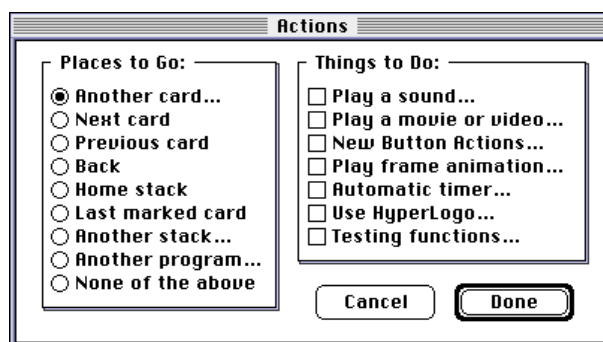 Actions
Places to Go:
Another card...
Next card
Previous card
Back
Home stack
Last marked card
Another stack...
Another program...
None of the above
Things to Do:
Play a sound...
Play a movie or video...
New Button Actions...
Play frame animation...
Automatic timer...
Use HyperLogo...
Testing functions...
Cancel
Done